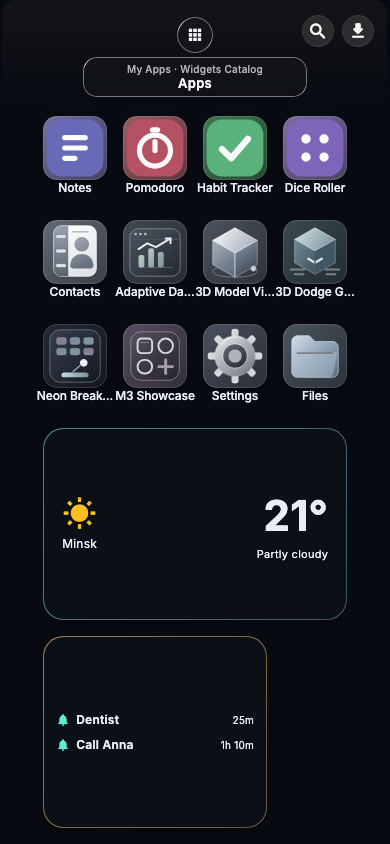 My Apps · Widgets Catalog
Apps
Notes
Pomodoro
Habit Tracker
Dice Roller
Contacts
Adaptive Da...
3D Model Vi...
3D Dodge G...
Neon Break...
M3 Showcase
Settings
Files
21°
Minsk
Partly cloudy
Dentist 25m
Call Anna 1h 10m